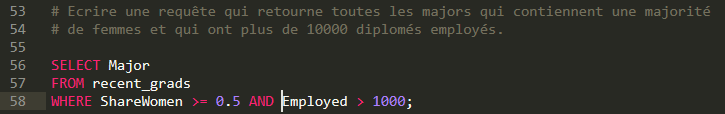 53 # Ecrire une requête qui retourne toutes les majors qui contiennent une majorité
54 # de femmes et qui ont plus de 10000 diplomés employés.
55
56 SELECT Major
57 FROM recent_grads
58 WHERE ShareWomen >= 0.5 AND Employed > 1000;